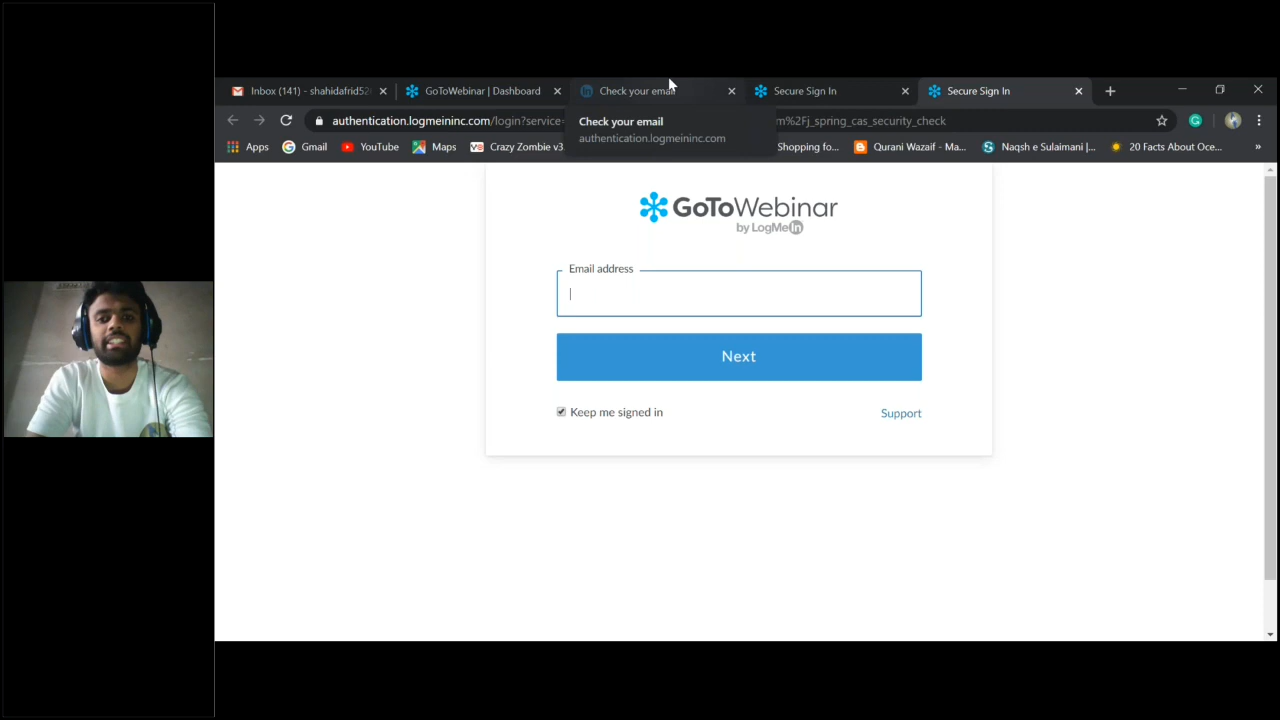 Inbox (141) - shahidafrid52
GoToWebinar | Dashboard
Check your email
Secure Sign In
Secure Sign In
authentication.logmeininc.com/login?service=
m%2Fj_spring_cas_security_check
Check your email
authentication.logmeininc.com
Apps
Gmail
YouTube
Maps
Crazy Zombie v3.
Shopping fo...
Qurani Wazaif - Ma...
Naqsh e Sulaimani |...
20 Facts About Oce...
»
GoToWebinar
by LogMeIn
Email address
Next
Keep me signed in
Support